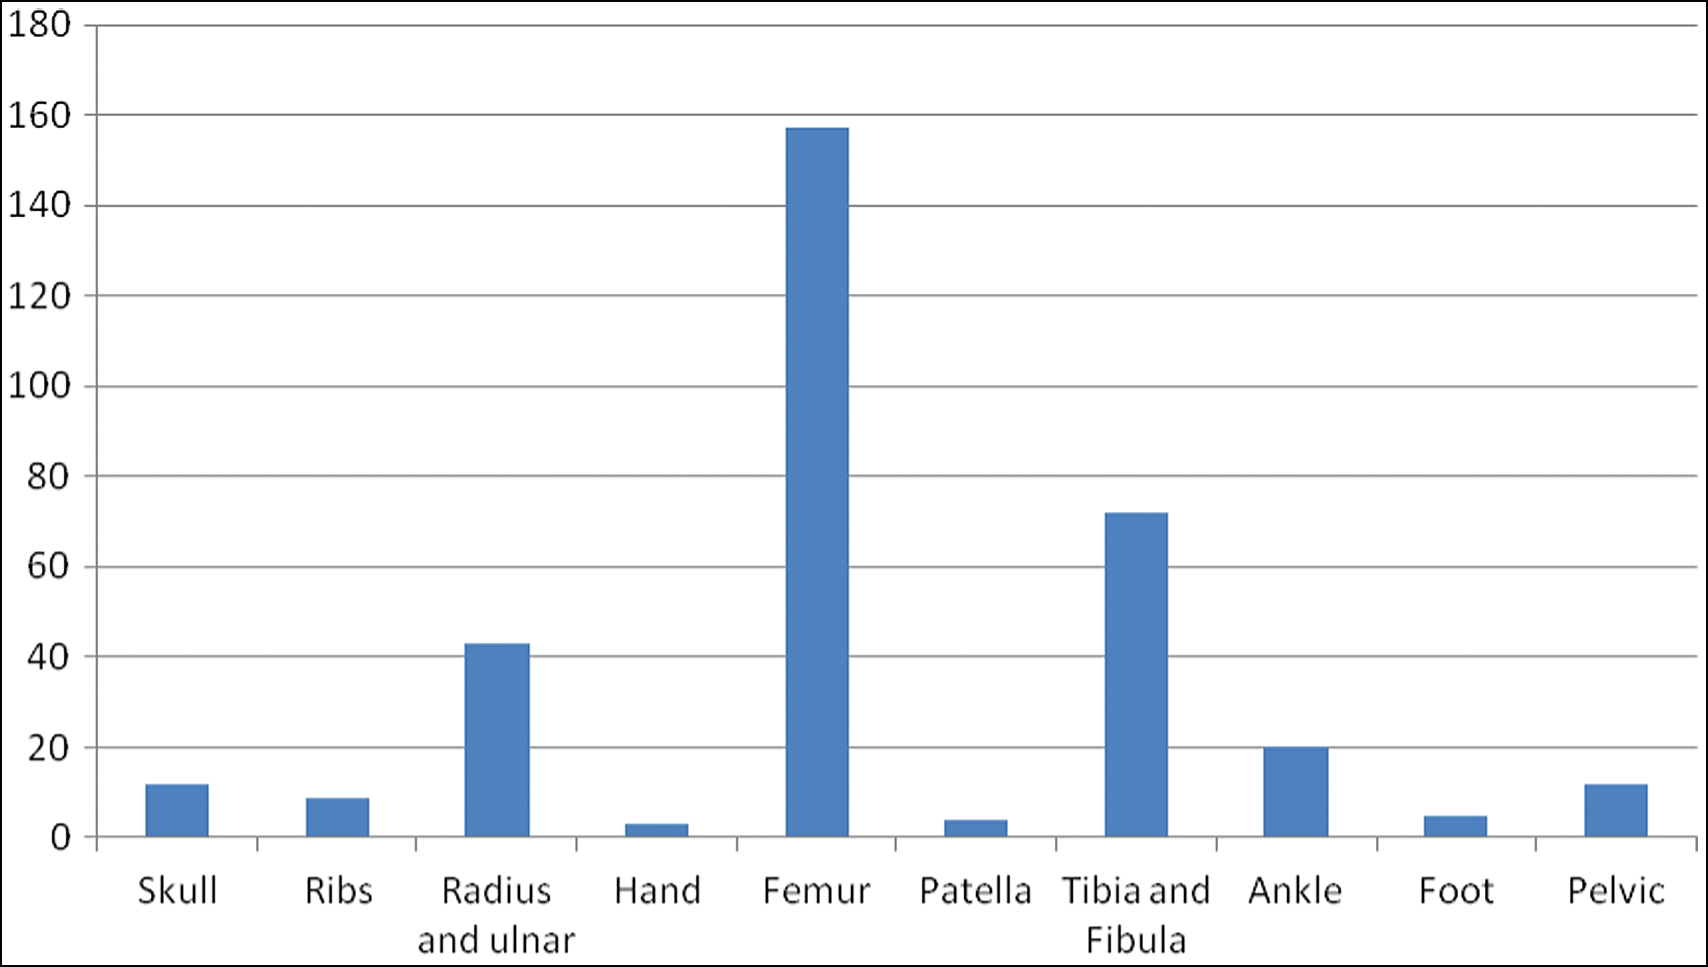 180
160
140
120
100
80
60
40
20
0
Skull
Ribs
Radius
and ulnar
Hand
Femur
Patella
Tibia and
Fibula
Ankle
Foot
Pelvic